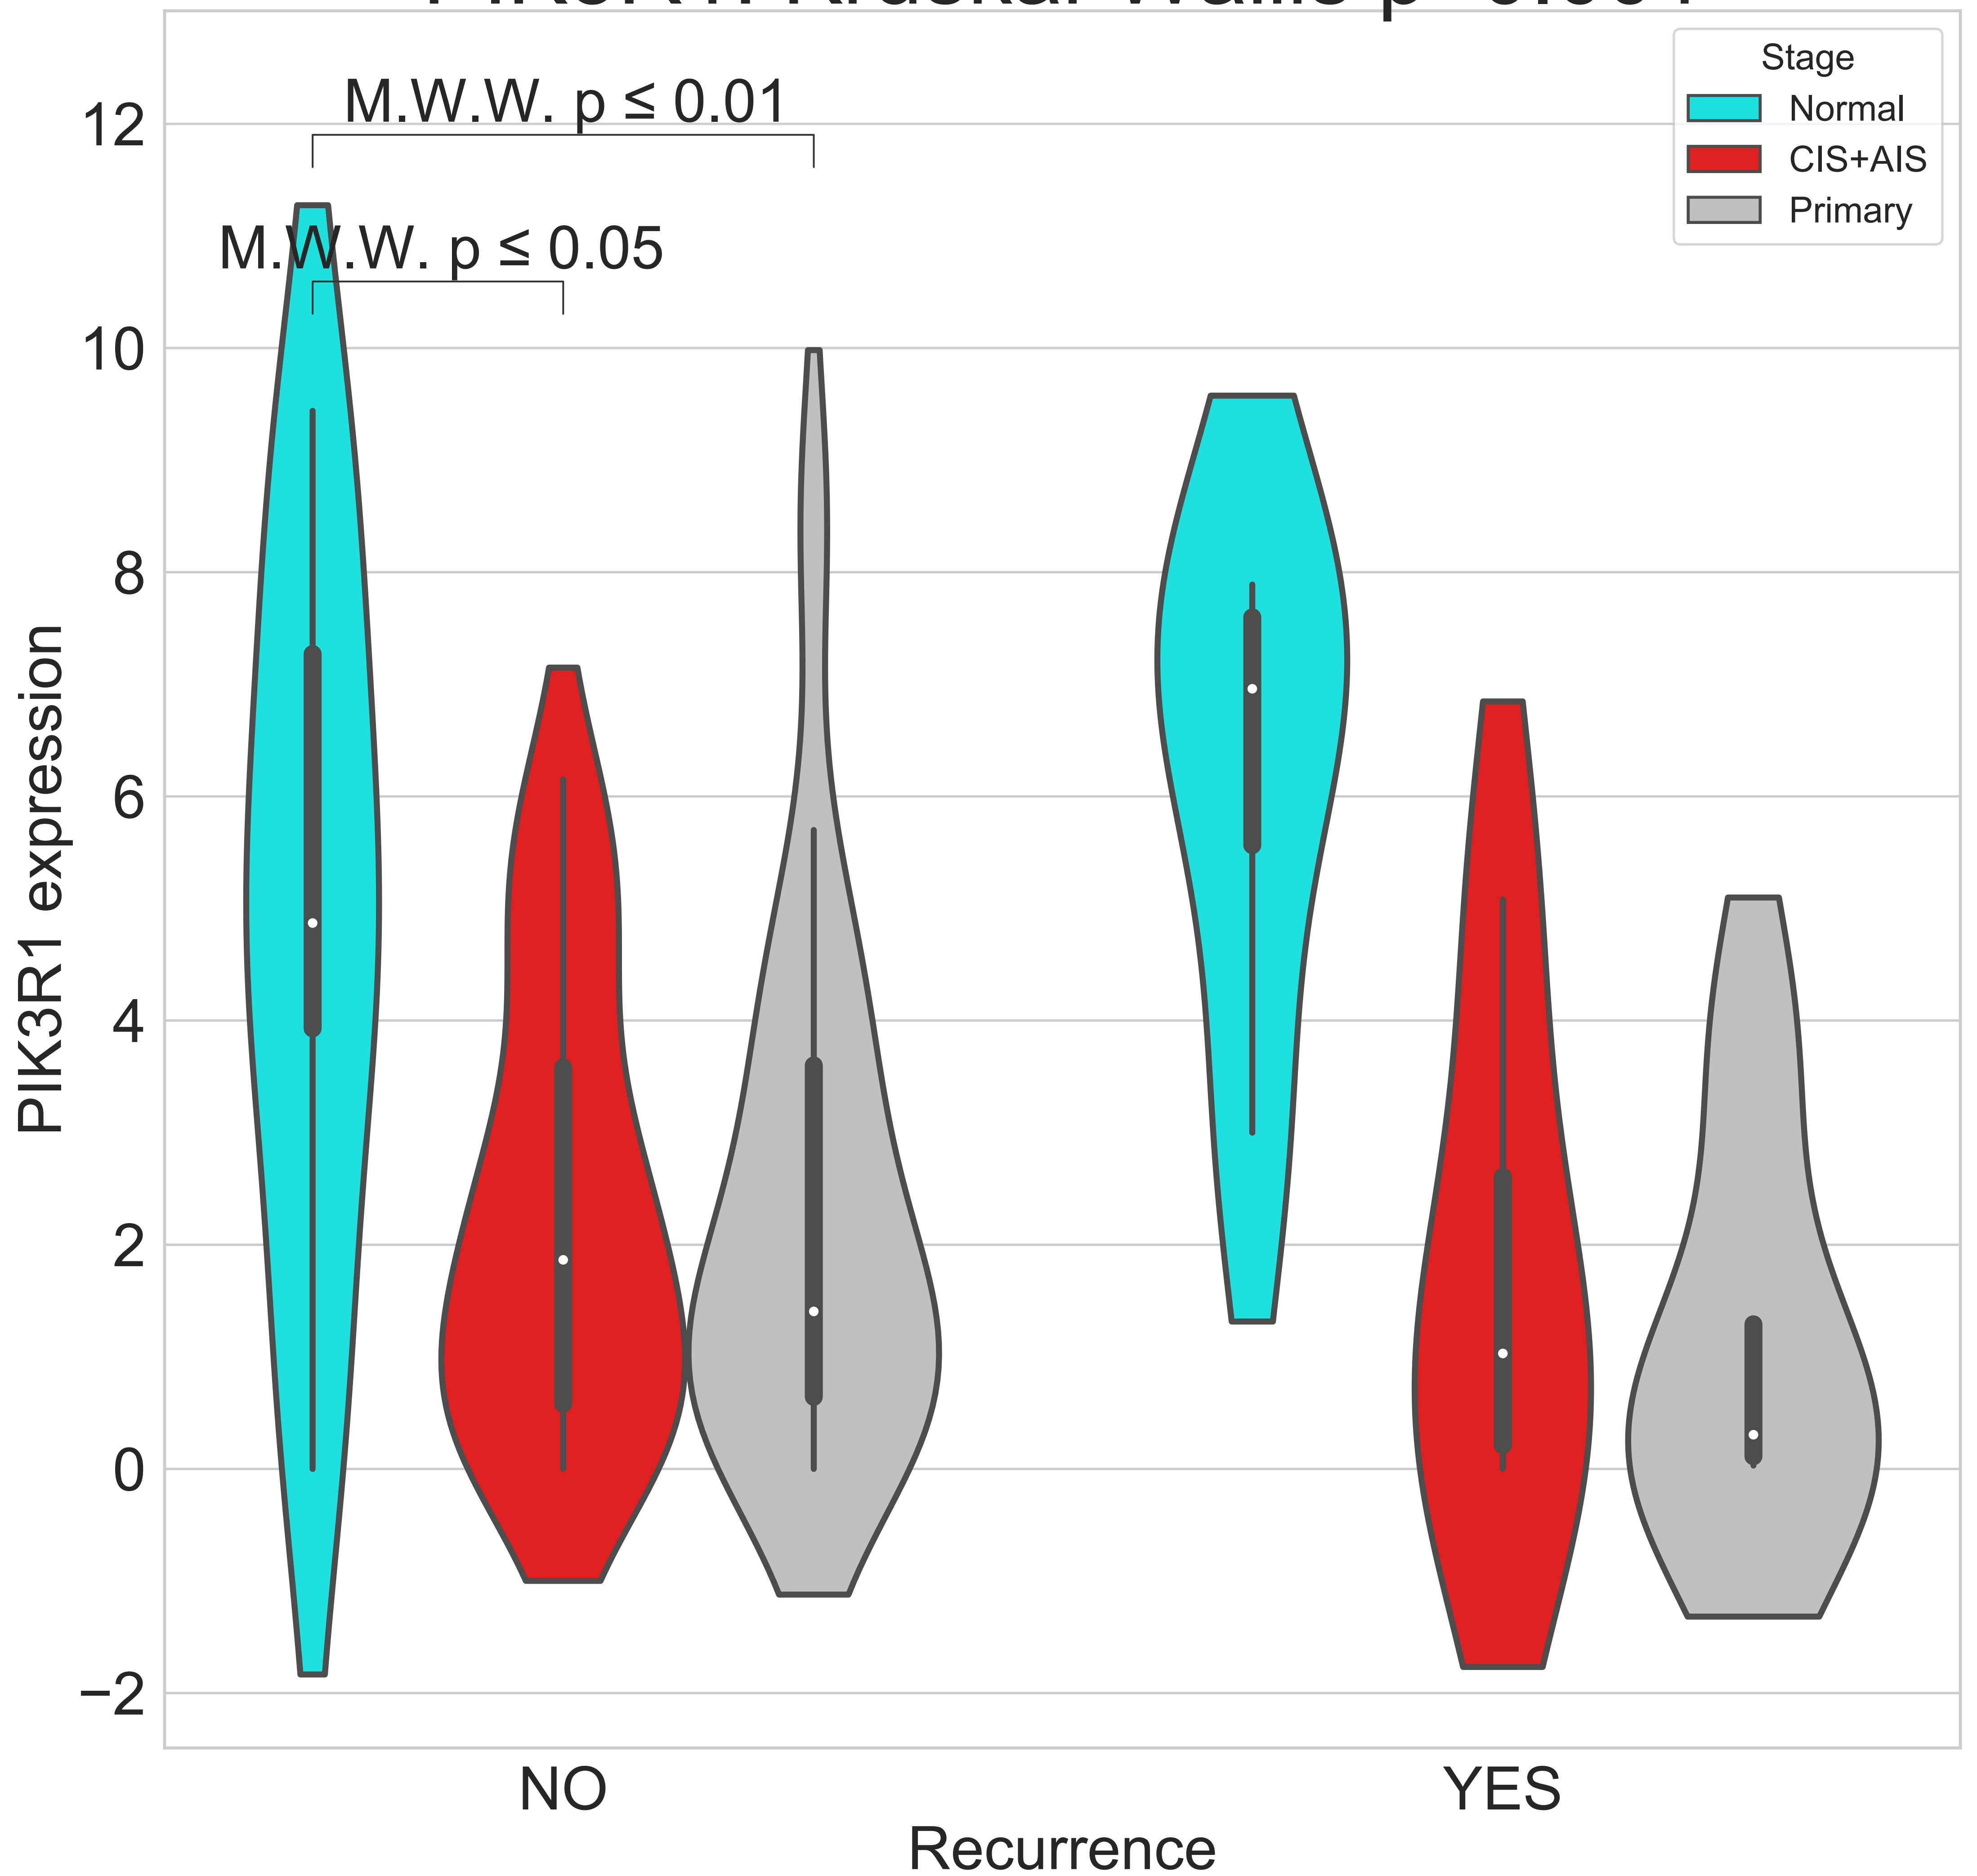 M.W.W. p ≤ 0.01
M.W.W. p ≤ 0.05
Stage
Normal
CIS+AIS
Primary
12
10
8
6
4
2
0
−2
PIK3R1 expression
NO
YES
Recurrence